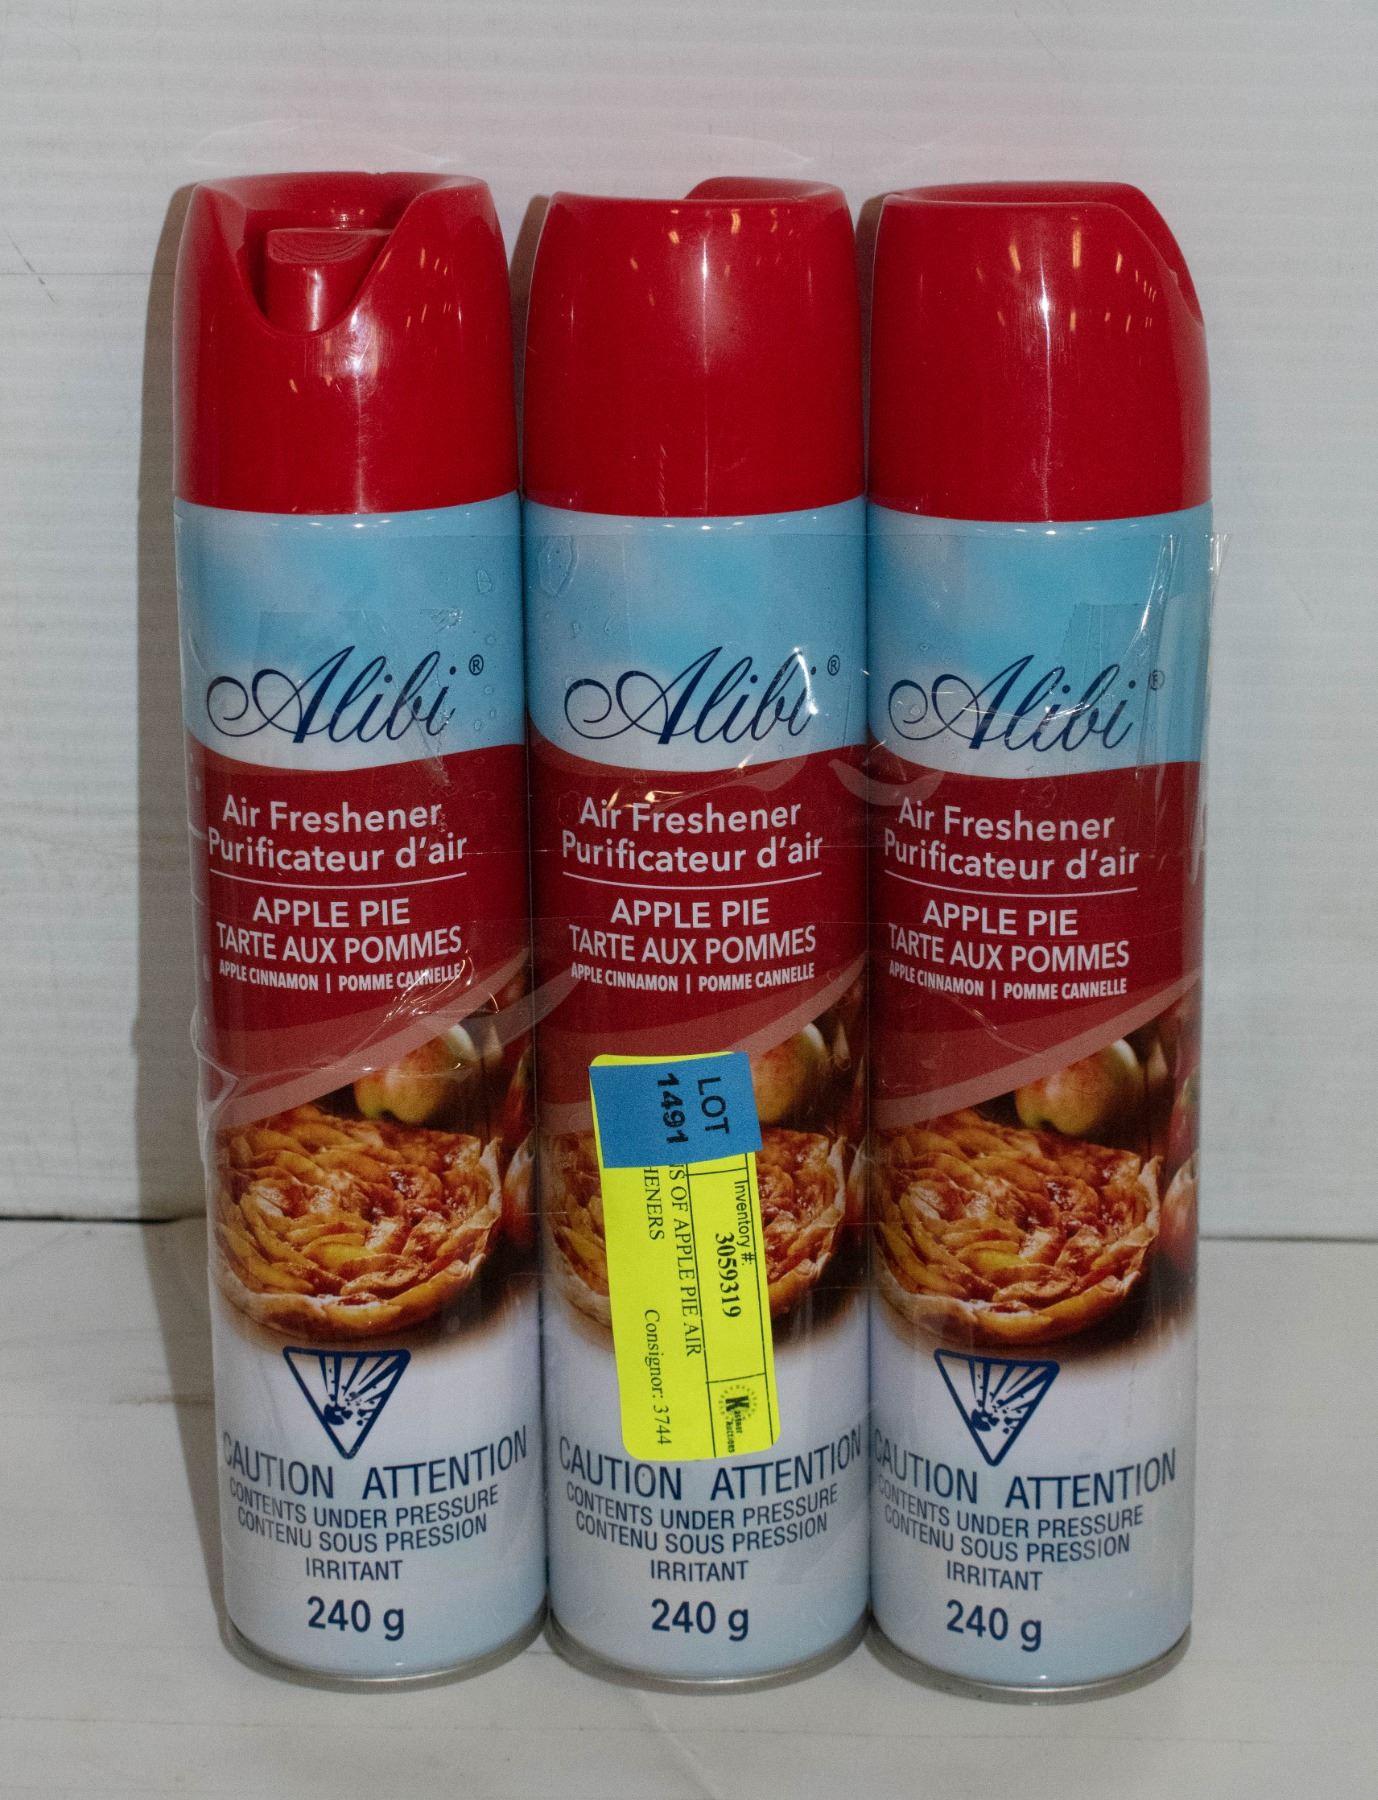 Alibi®
Air Freshener
Purificateur d'air
APPLE PIE
TARTE AUX POMMES
APPLE CINNAMON | POMME CANNELLE
CAUTION ATTENTION
CONTENTS UNDER PRESSURE
CONTENU SOUS PRESSION
IRRITANT
240 g
Alibi®
Air Freshener
Purificateur d'air
APPLE PIE
TARTE AUX POMMES
APPLE CINNAMON | POMME CANNELLE
LOT
1491
Inventory #:
3059319
S OF APPLE PIE AIR
HENERS
Consignor: 3744
Kastner
Auctions
CAUTION ATTENTION
CONTENTS UNDER PRESSURE
CONTENU SOUS PRESSION
IRRITANT
240 g
Alibi®
Air Freshener
Purificateur d'air
APPLE PIE
TARTE AUX POMMES
APPLE CINNAMON | POMME CANNELLE
CAUTION ATTENTION
CONTENTS UNDER PRESSURE
CONTENU SOUS PRESSION
IRRITANT
240 g